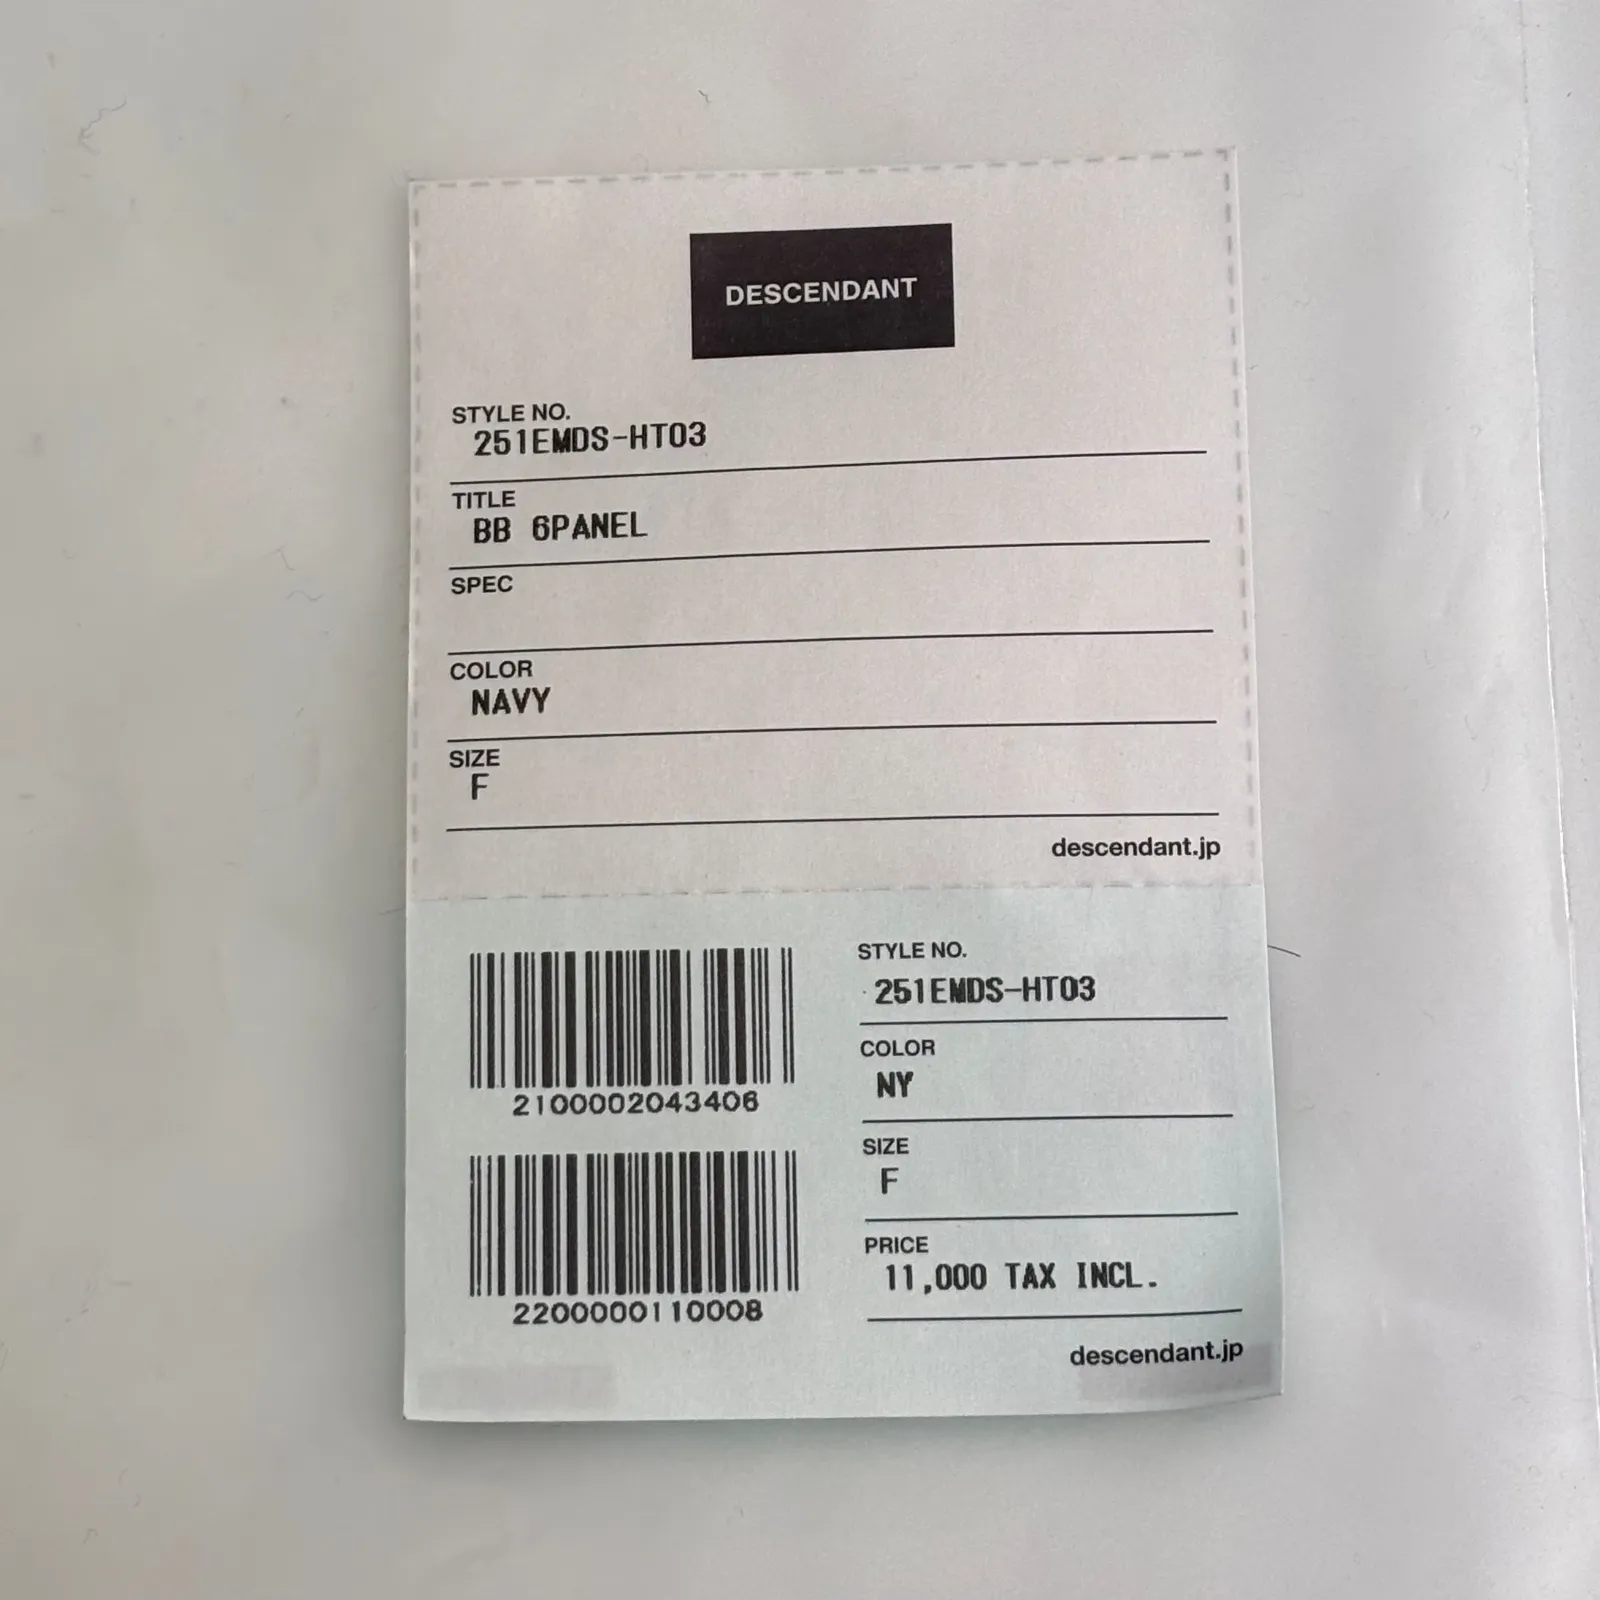 DESCENDANT
STYLE NO.
251EMDS-HT03
TITLE
BB 6PANEL
SPEC
COLOR
NAVY
SIZE
F
descendant.jp
2100002043406
2200000110008
STYLE NO.
251EMDS-HT03
COLOR
NY
SIZE
F
PRICE
11,000 TAX INCL.
descendant.jp